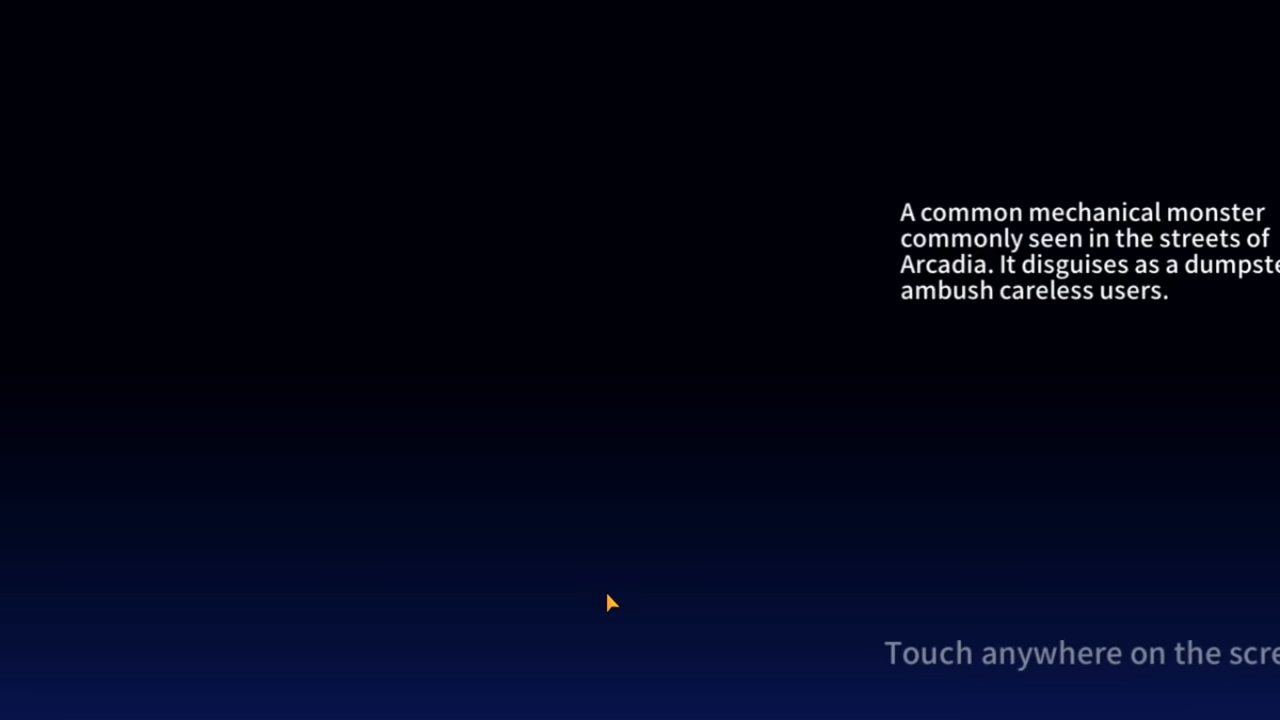 A common mechanical monster
commonly seen in the streets of
Arcadia. It disguises as a
ambush careless users.
Touch anywhere on the